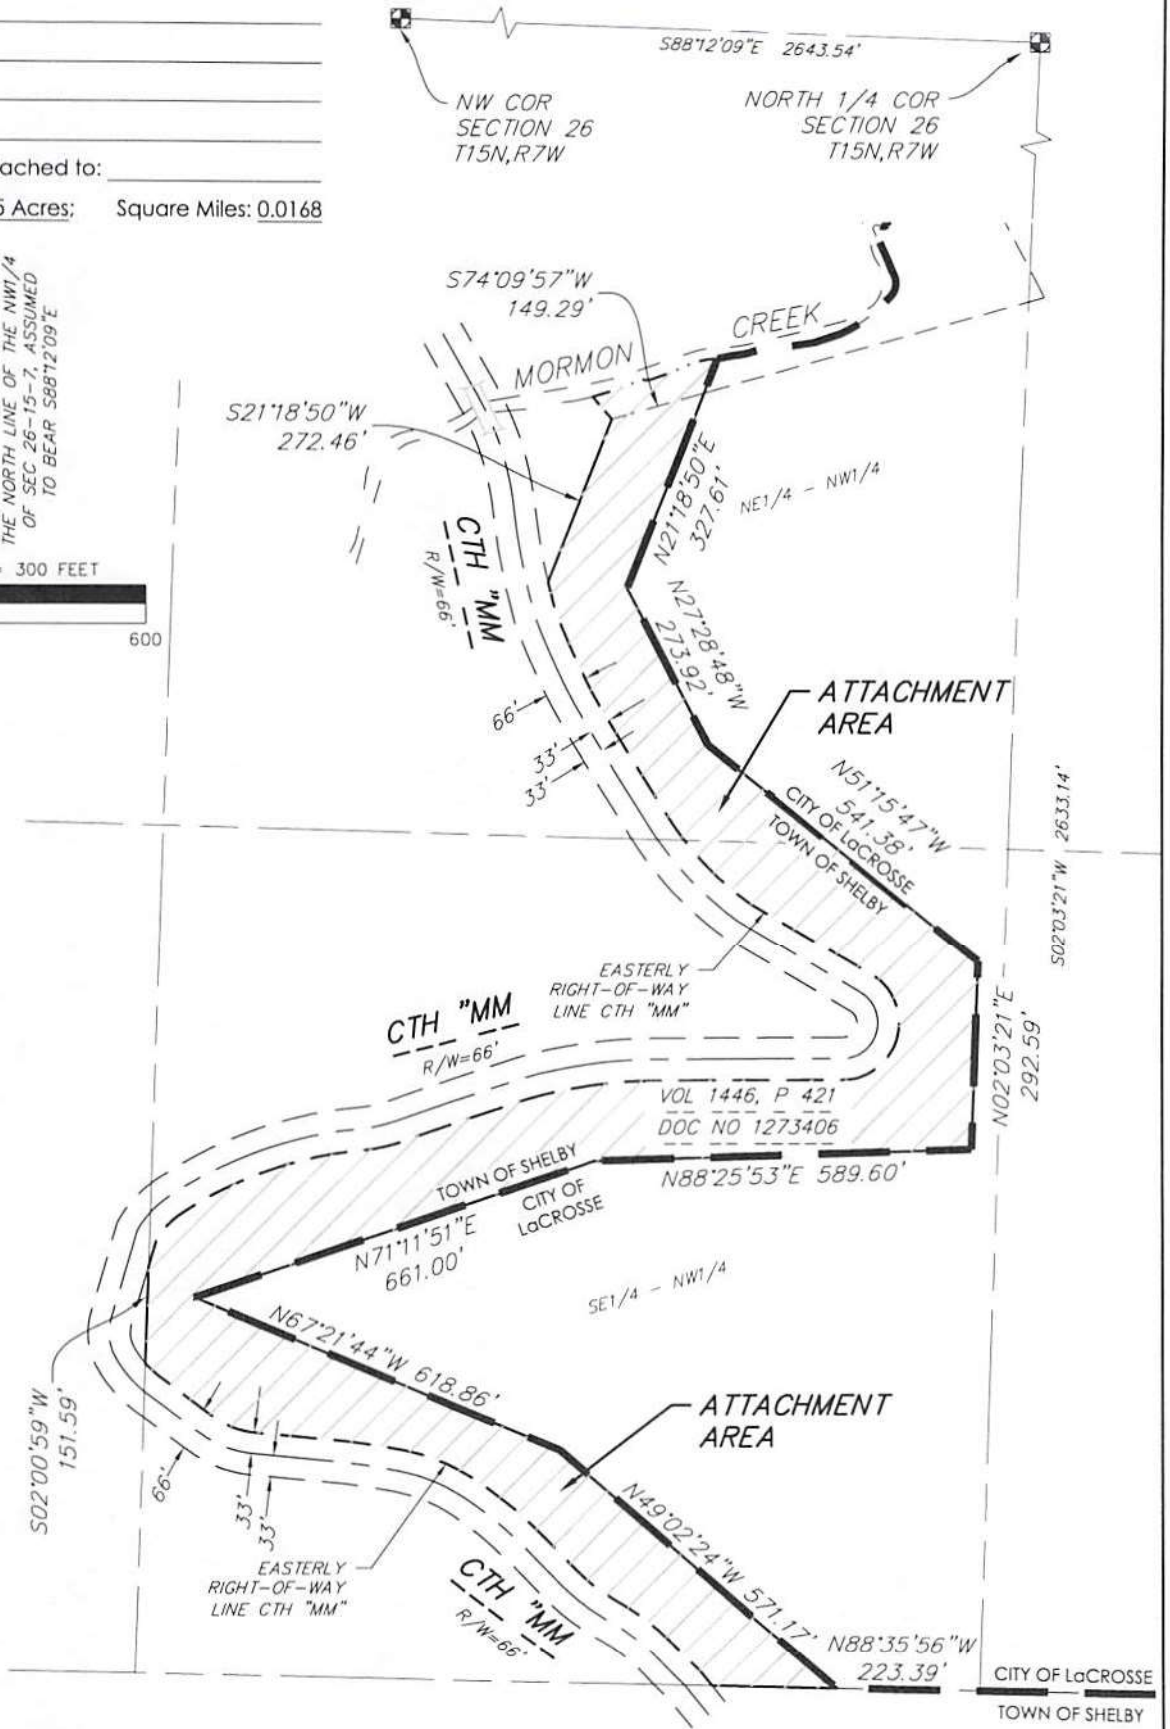 S88°12'09"E 2643.54'
NW COR
SECTION 26
T15N,R7W
NORTH 1/4 COR
SECTION 26
T15N,R7W
ached to:
Acres; Square Miles: 0.0168
THE NORTH LINE OF THE NW1/4
OF SEC 26-15-7, ASSUMED
TO BEAR S88°12'09"E
300 FEET
600
S74°09'57"W
149.29'
MORMON CREEK
S21°18'50"W
272.46'
N21°18'50"E
327.61'
NE1/4 - NW1/4
CTH "MM
R/W=66'
N27°28'48"W
273.92'
66'
33'
33'
ATTACHMENT
AREA
N51°15'47"W
541.38'
CITY OF LaCROSSE
TOWN OF SHELBY
S02°03'21"W 2633.14'
EASTERLY
RIGHT-OF-WAY
LINE CTH "MM"
CTH "MM
R/W=66'
N02°03'21"E
292.59'
VOL 1446, P 421
DOC NO 1273406
N88°25'53"E 589.60'
TOWN OF SHELBY
CITY OF
LaCROSSE
N71°11'51"E
661.00'
SE1/4 - NW1/4
N67°21'44"W 618.86'
S02°00'59"W
151.59'
ATTACHMENT
AREA
66'
33'
33'
N49°02'24"W 571.17'
EASTERLY
RIGHT-OF-WAY
LINE CTH "MM"
CTH "MM
R/W=66'
N88°35'56"W
223.39'
CITY OF LaCROSSE
TOWN OF SHELBY